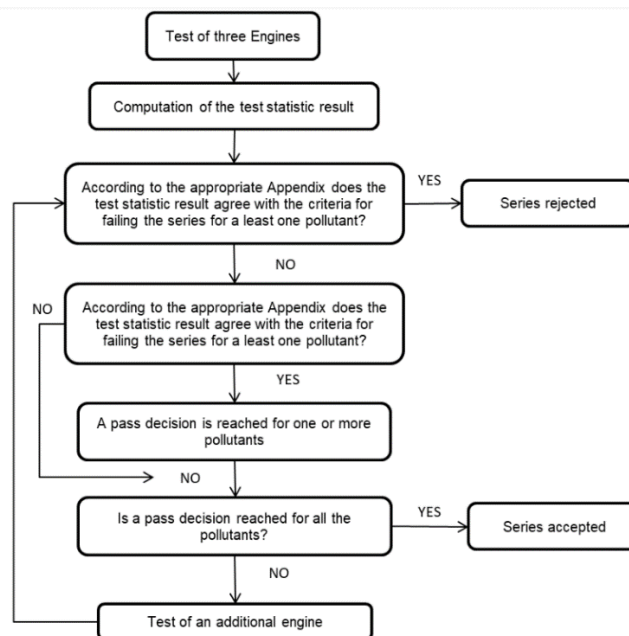 Test of three Engines
Computation of the test statistic result
According to the appropriate Appendix does the
test statistic result agree with the criteria for
failing the series for a least one pollutant?
YES
Series rejected
NO
According to the appropriate Appendix does the
test statistic result agree with the criteria for
failing the series for a least one pollutant?
NO
YES
A pass decision is reached for one or more
pollutants
NO
Is a pass decision reached for all the
pollutants?
YES
Series accepted
NO
Test of an additional engine